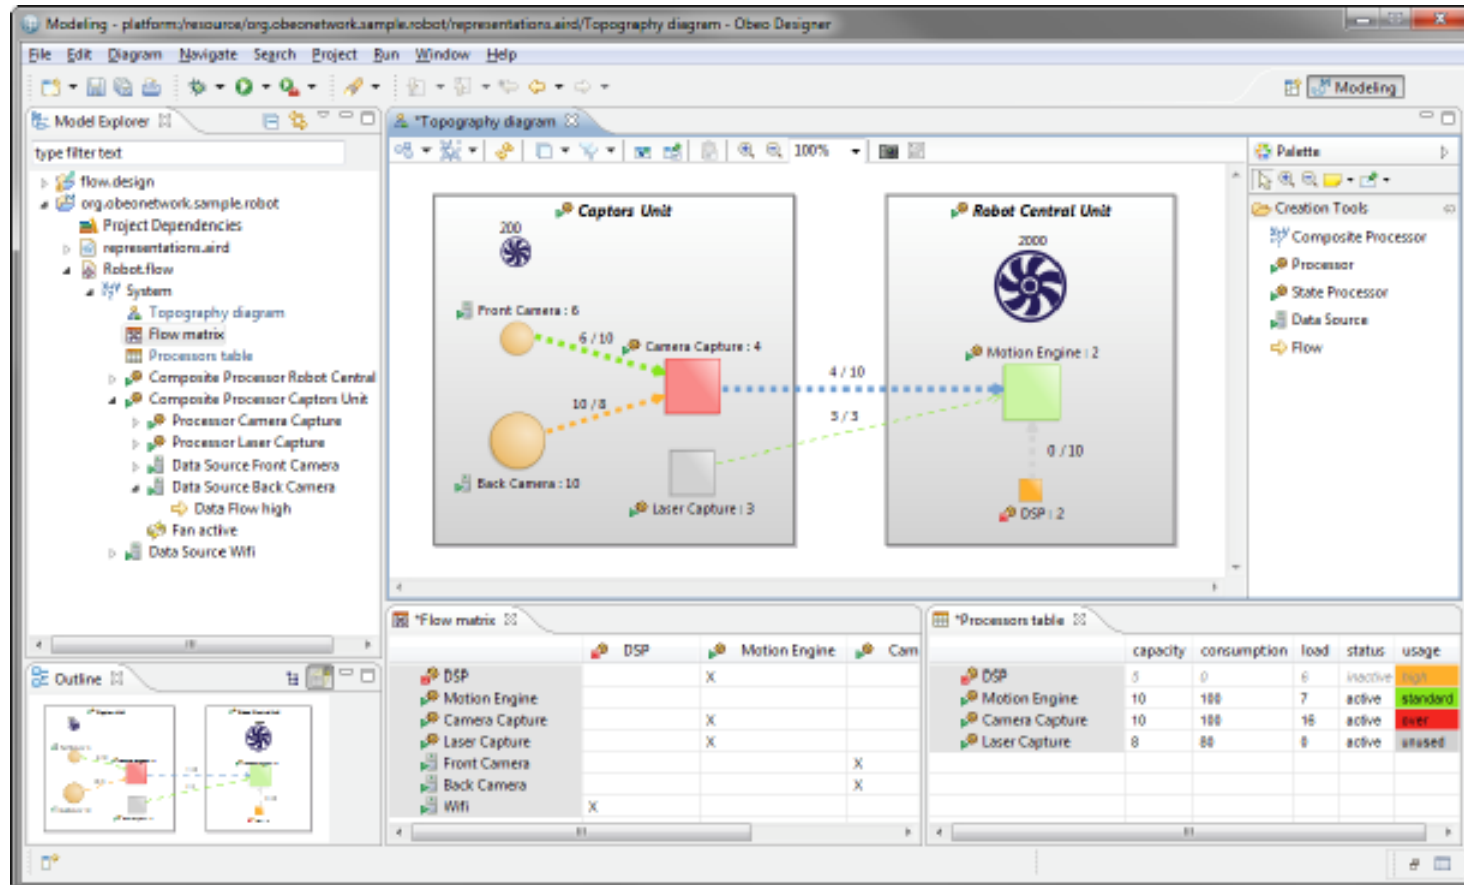 Modeling - platform:/resource/org.obeonetwork.sample.robot/representations.aird/Topography diagram - Obeo Designer
File Edit Diagram Navigate Search Project Run Window Help
Modeling
Model Explorer
type filter text
flow.design
org.obeonetwork.sample.robot
Project Dependencies
representations.aird
Robot.flow
System
Topography diagram
Flow matrix
Processors table
Composite Processor Robot Central
Composite Processor Captors Unit
Processor Camera Capture
Processor Laser Capture
Data Source Front Camera
Data Source Back Camera
Data Flow high
Fan active
Data Source Wifi
Outline
*Topography diagram
100%
Captors Unit
200
Front Camera : 6
6 / 10
Camera Capture : 4
10 / 8
Back Camera : 10
Laser Capture : 3
4 / 10
3 / 3
Robot Central Unit
2000
Motion Engine : 2
0 / 10
DSP : 2
Palette
Creation Tools
Composite Processor
Processor
State Processor
Data Source
Flow
*Flow matrix
DSP Motion Engine Cam
DSP X
Motion Engine
Camera Capture X
Laser Capture X
Front Camera X
Back Camera X
Wifi X
*Processors table
capacity consumption load status usage
DSP 5 0 6 inactive high
Motion Engine 10 100 7 active standard
Camera Capture 10 100 16 active over
Laser Capture 8 80 0 active unused